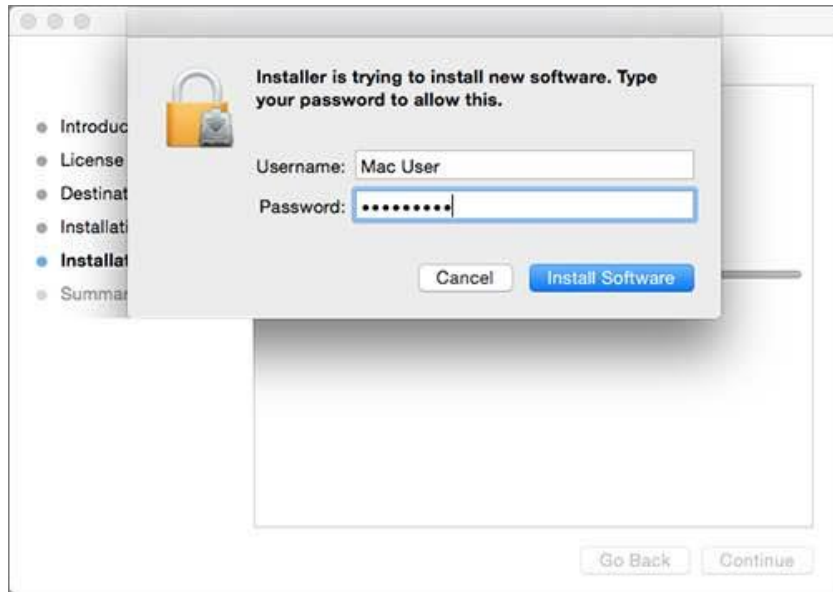 Installer is trying to install new software. Type
your password to allow this.
Username: Mac User
Password: •••••••••
Introduc
License
Destinat
Installati
Installat
Summar
Cancel
Install Software
Go Back
Continue